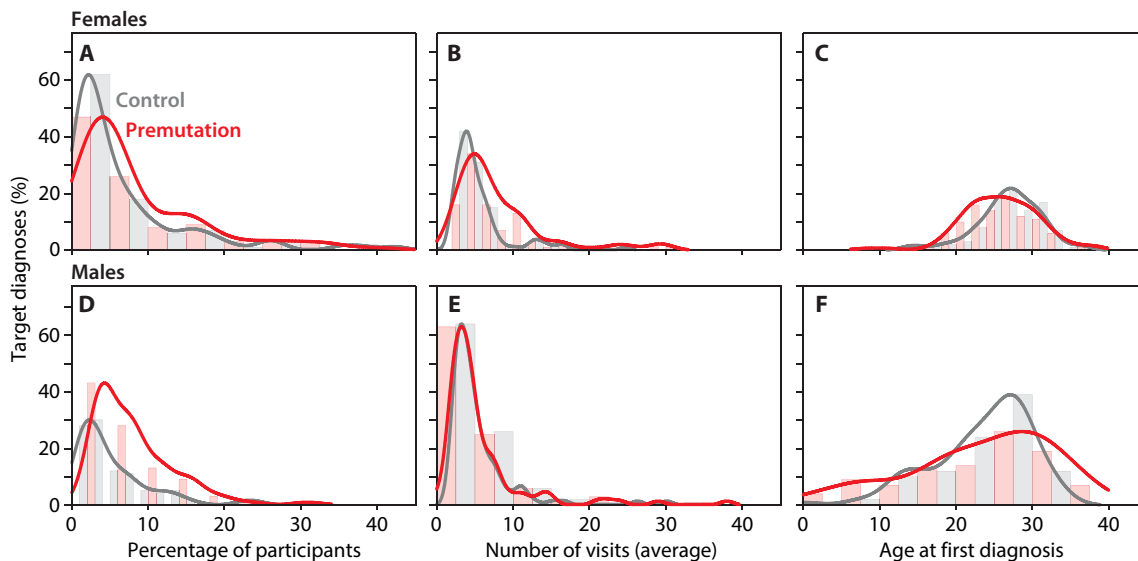 Females
A
B
C
Control
Premutation
60
40
20
0
Males
D
E
F
60
40
20
0
Target diagnoses (%)
0 10 20 30 40
0 10 20 30 40
0 10 20 30 40
Percentage of participants
Number of visits (average)
Age at first diagnosis